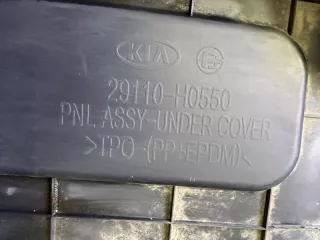 KIA
29110-H0550
PNL ASSY-UNDER COVER
>TPO-(PP+EPDM)<